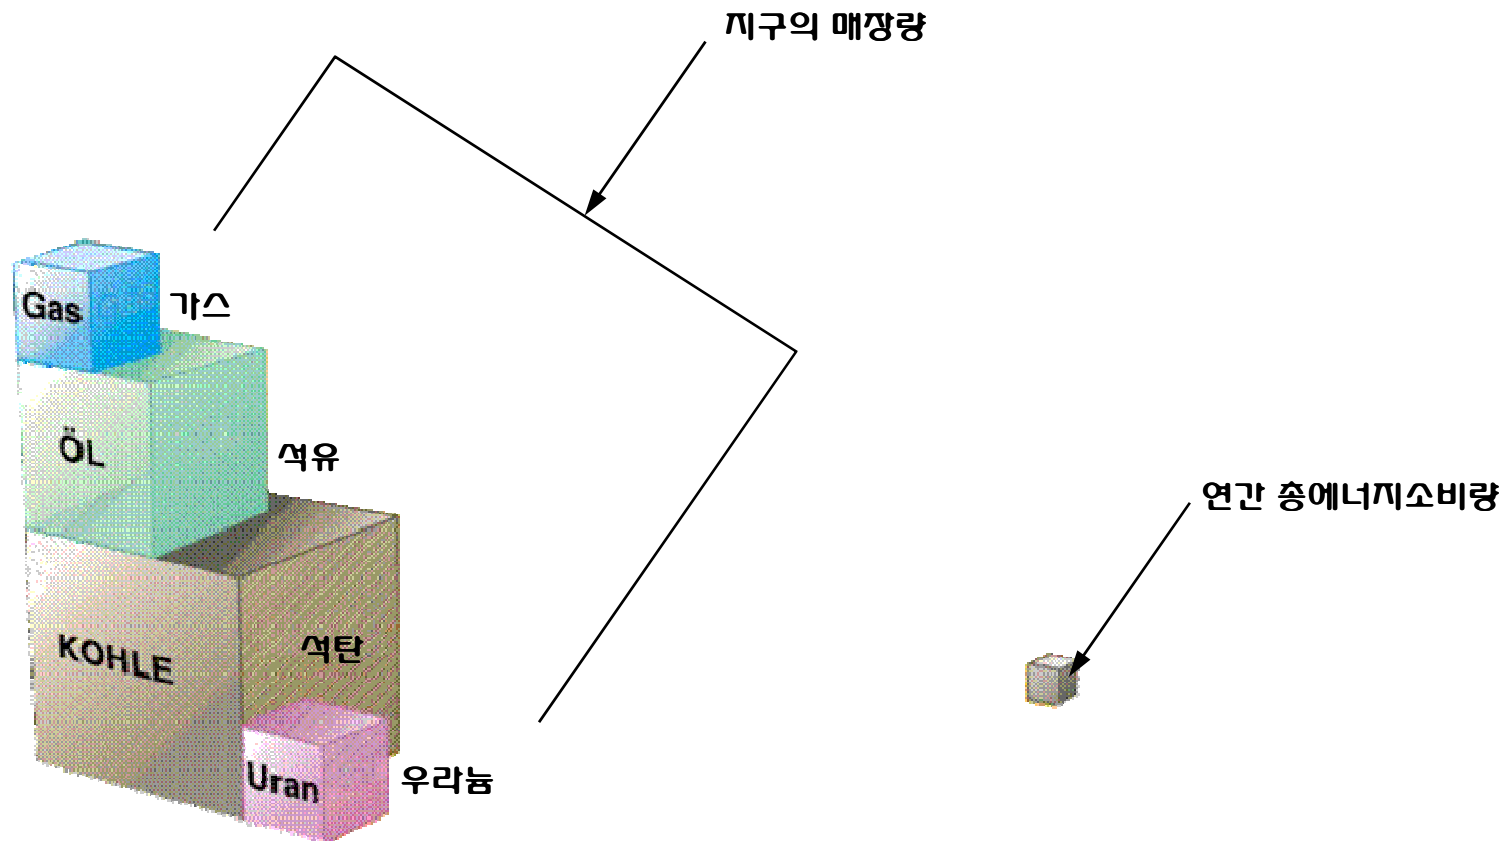 지구의 매장량
Gas
가스
ÖL
석유
연간 총에너지소비량
KOHLE
석탄
Uran
우라늄